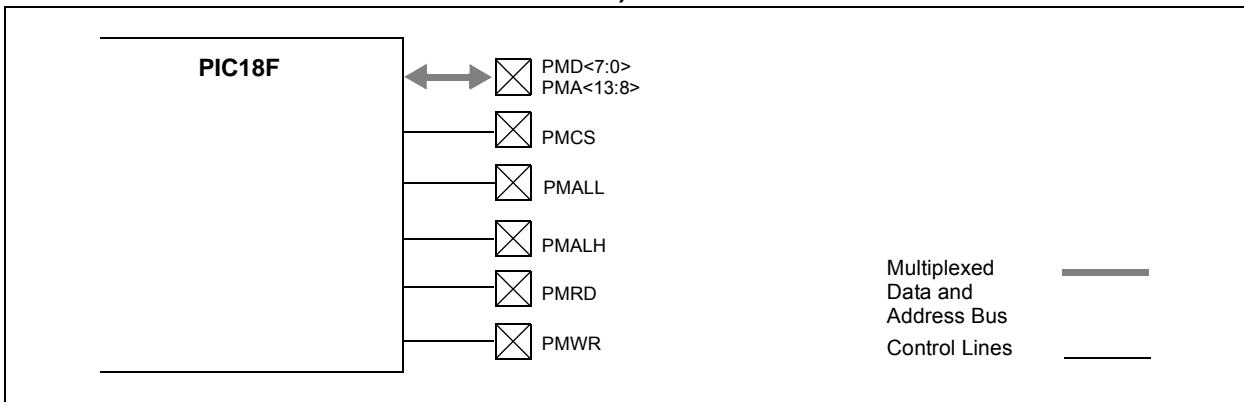 PIC18F
PMD<7:0>
PMA<13:8>
PMCS
PMALL
PMALH
PMRD
PMWR
Multiplexed
Data and
Address Bus
Control Lines